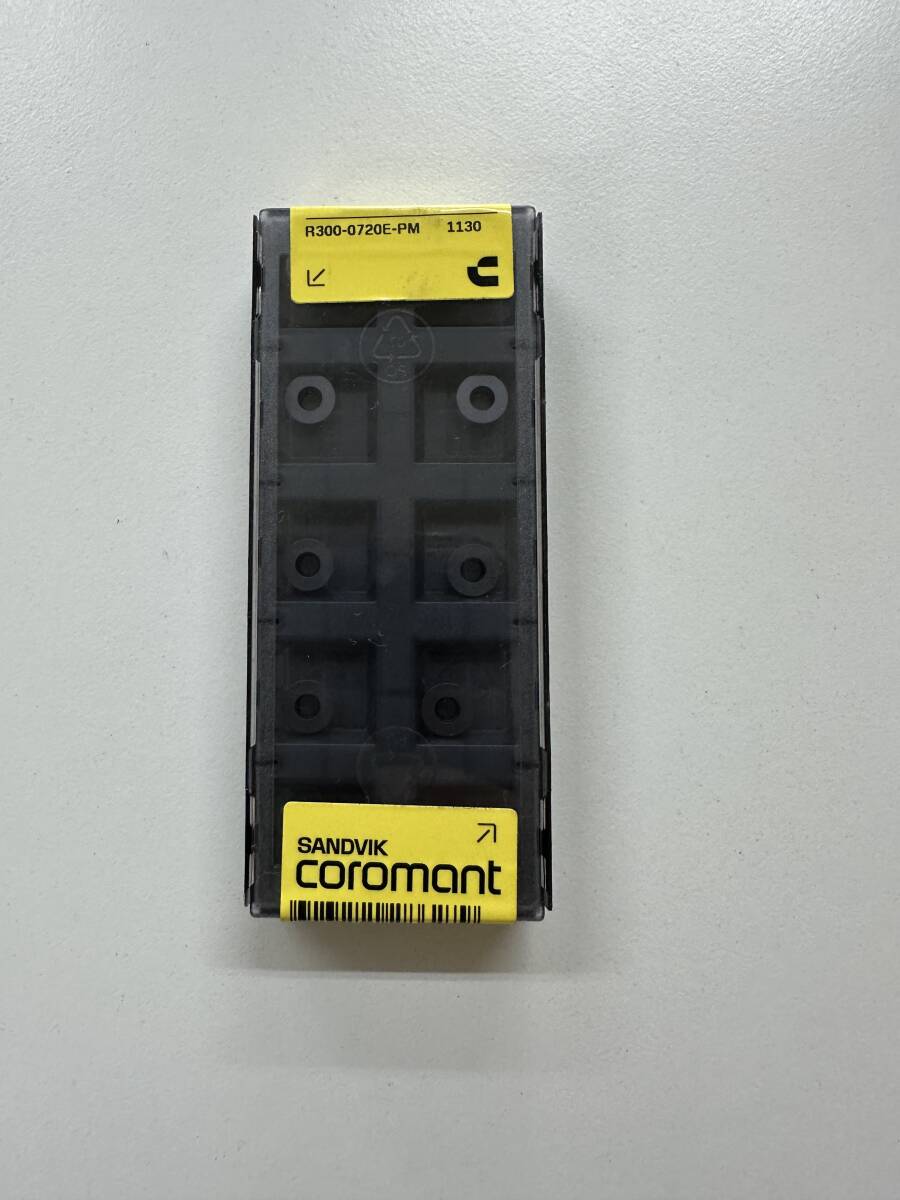 R300-0720E-PM 1130
SANDVIK
coromant